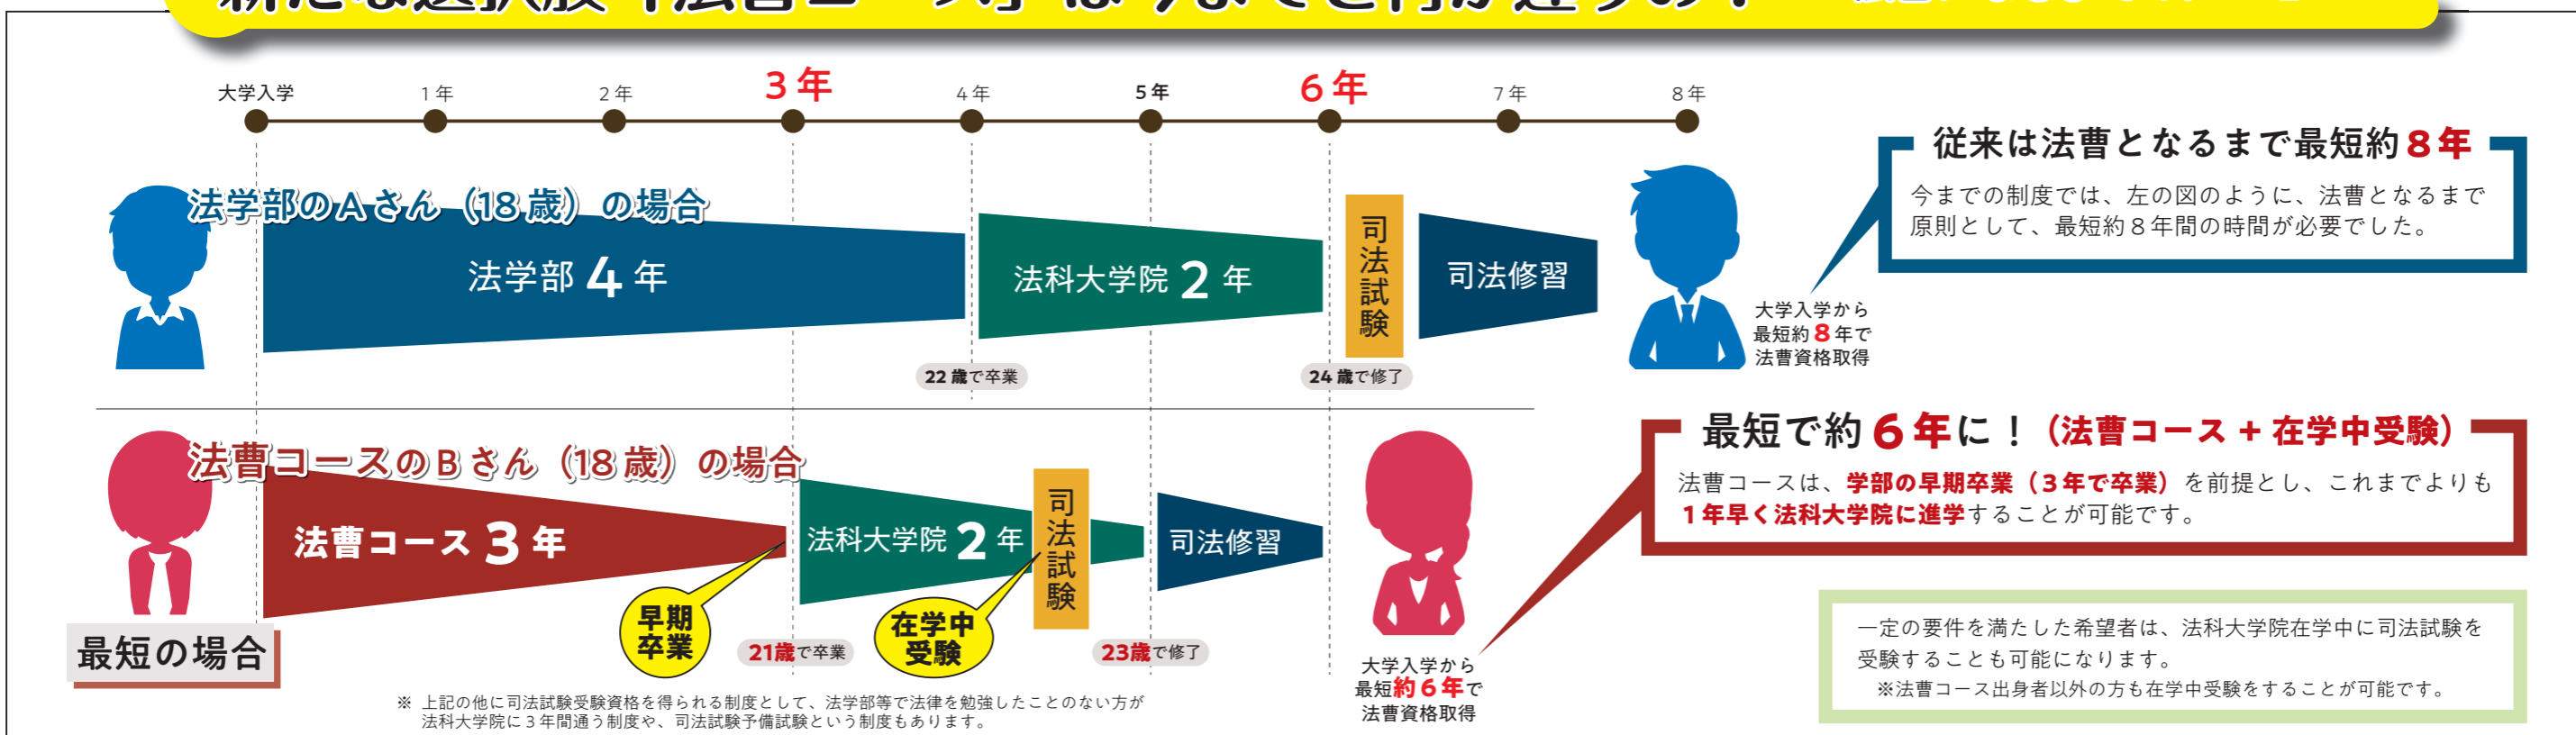 新たな選択肢「法曹コース」は今までと何が違うの？
大学入学
1年
2年
3年
4年
5年
6年
7年
8年
法学部のAさん（18歳）の場合
法学部 4 年
法科大学院 2 年
司法試験
司法修習
22歳で卒業
24歳で修了
大学入学から
最短約8年で
法曹資格取得
従来は法曹となるまで最短約8年
今までの制度では、左の図のように、法曹となるまで
原則として、最短約８年間の時間が必要でした。
法曹コースのBさん（18歳）の場合
法曹コース 3 年
法科大学院 2 年
司法試験
司法修習
早期
卒業
在学中
受験
21歳で卒業
23歳で修了
最短の場合
大学入学から
最短約6年で
法曹資格取得
最短で約6年に！（法曹コース + 在学中受験）
法曹コースは、学部の早期卒業（３年で卒業）を前提とし、これまでよりも
１年早く法科大学院に進学することが可能です。
一定の要件を満たした希望者は、法科大学院在学中に司法試験を
受験することも可能になります。
※法曹コース出身者以外の方も在学中受験をすることが可能です。
※ 上記の他に司法試験受験資格を得られる制度として、法学部等で法律を勉強したことのない方が
法科大学院に３年間通う制度や、司法試験予備試験という制度もあります。